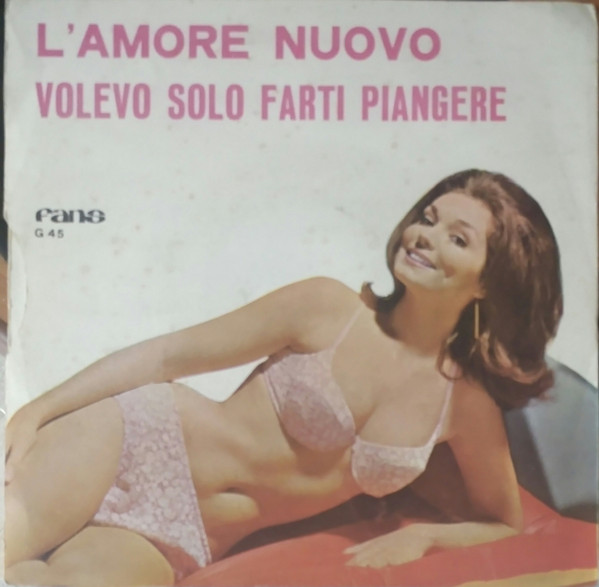 L'AMORE NUOVO
VOLEVO SOLO FARTI PIANGERE
fans
G 45